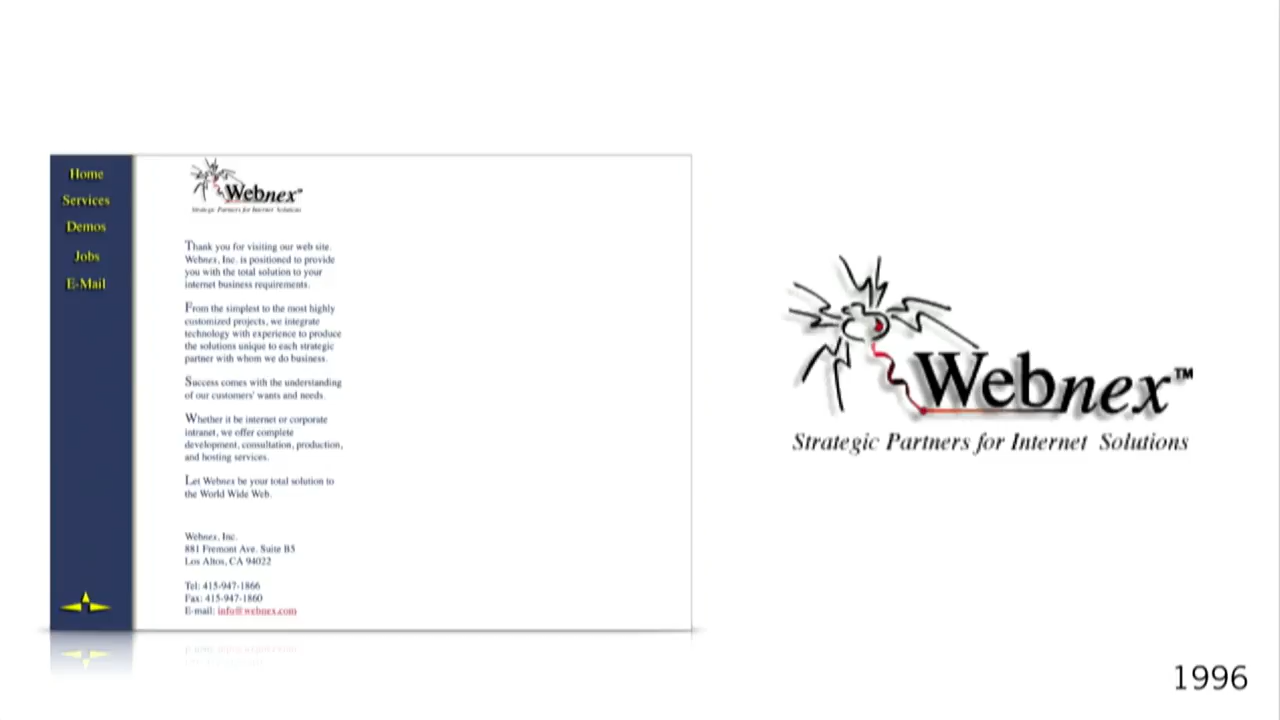 Home
Services
Demos
Jobs
E-Mail
Webnex™
Strategic Partners for Internet Solutions
Thank you for visiting our web site.
Webnex, Inc. is positioned to provide
you with the total solution to your
internet business requirements.
From the simplest to the most highly
customized projects, we integrate
technology with experience to produce
the solutions unique to each strategic
partner with whom we do business.
Success comes with the understanding
of our customers' wants and needs.
Whether it be internet or corporate
intranet, we offer complete
development, consultation, production,
and hosting services.
Let Webnex be your total solution to
the World Wide Web.
Webnex, Inc.
881 Fremont Ave. Suite B5
Los Altos, CA 94022
Tel: 415-947-1866
Fax: 415-947-1860
E-mail: info@webnex.com
Webnex™
Strategic Partners for Internet Solutions
1996